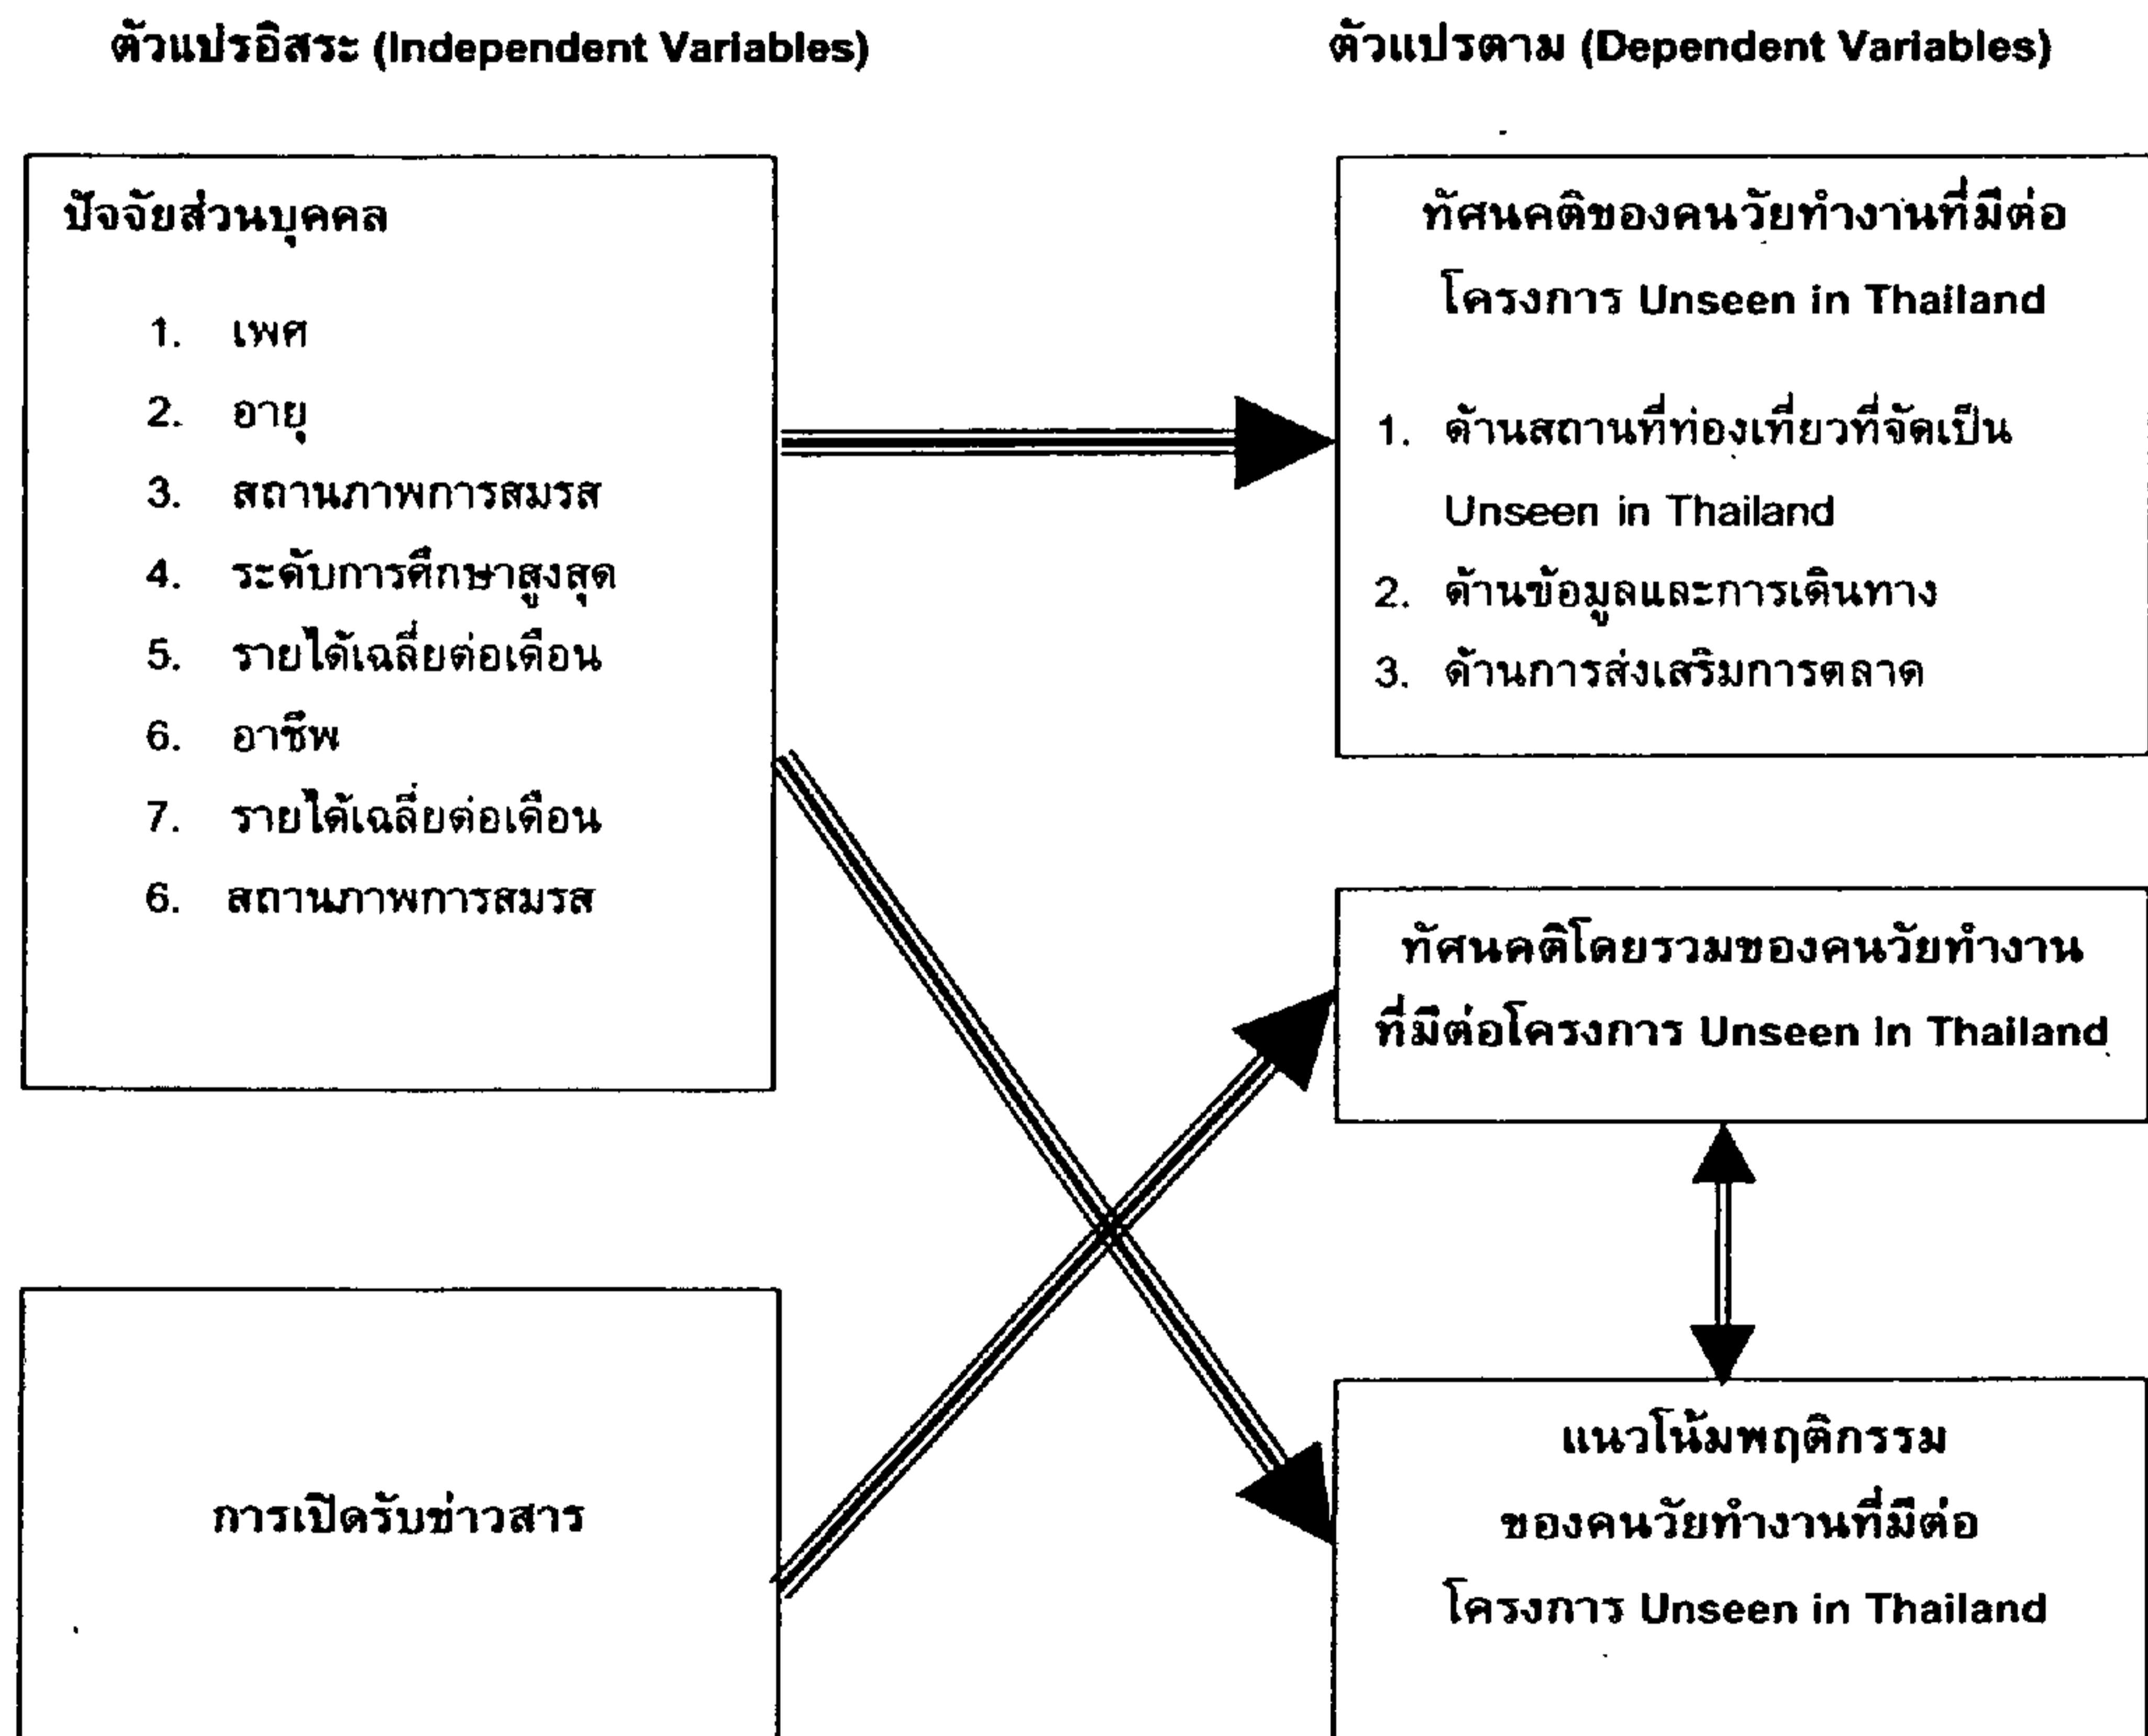 ตัวแปรอิสระ (Independent Variables)
ตัวแปรตาม (Dependent Variables)
ปัจจัยส่วนบุคคล
1. เพศ
2. อายุ
3. สถานภาพการสมรส
4. ระดับการศึกษาสูงสุด
5. รายได้เฉลี่ยต่อเดือน
6. อาชีพ
7. รายได้เฉลี่ยต่อเดือน
6. สถานภาพการสมรส
ทัศนคติของคนวัยทำงานที่มีต่อ
โครงการ Unseen in Thailand
1. ด้านสถานที่ท่องเที่ยวที่จัดเป็น
Unseen in Thailand
2. ด้านข้อมูลและการเดินทาง
3. ด้านการส่งเสริมการตลาด
ทัศนคติโดยรวมของคนวัยทำงาน
ที่มีต่อโครงการ Unseen in Thailand
การเปิดรับข่าวสาร
แนวโน้มพฤติกรรม
ของคนวัยทำงานที่มีต่อ
โครงการ Unseen in Thailand